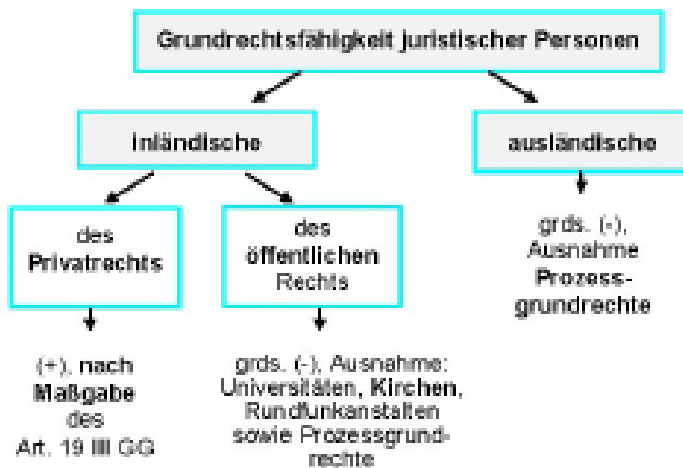 Grundrechtsfähigkeit juristischer Personen
inländische
ausländische
des
Privatrechts
des
öffentlichen
Rechts
grds. (-),
Ausnahme
Prozess-
grundrechte
(+), nach
Maßgabe
des
Art. 19 III GG
grds. (-), Ausnahme:
Universitäten, Kirchen,
Rundfunkanstalten
sowie Prozessgrund-
rechte